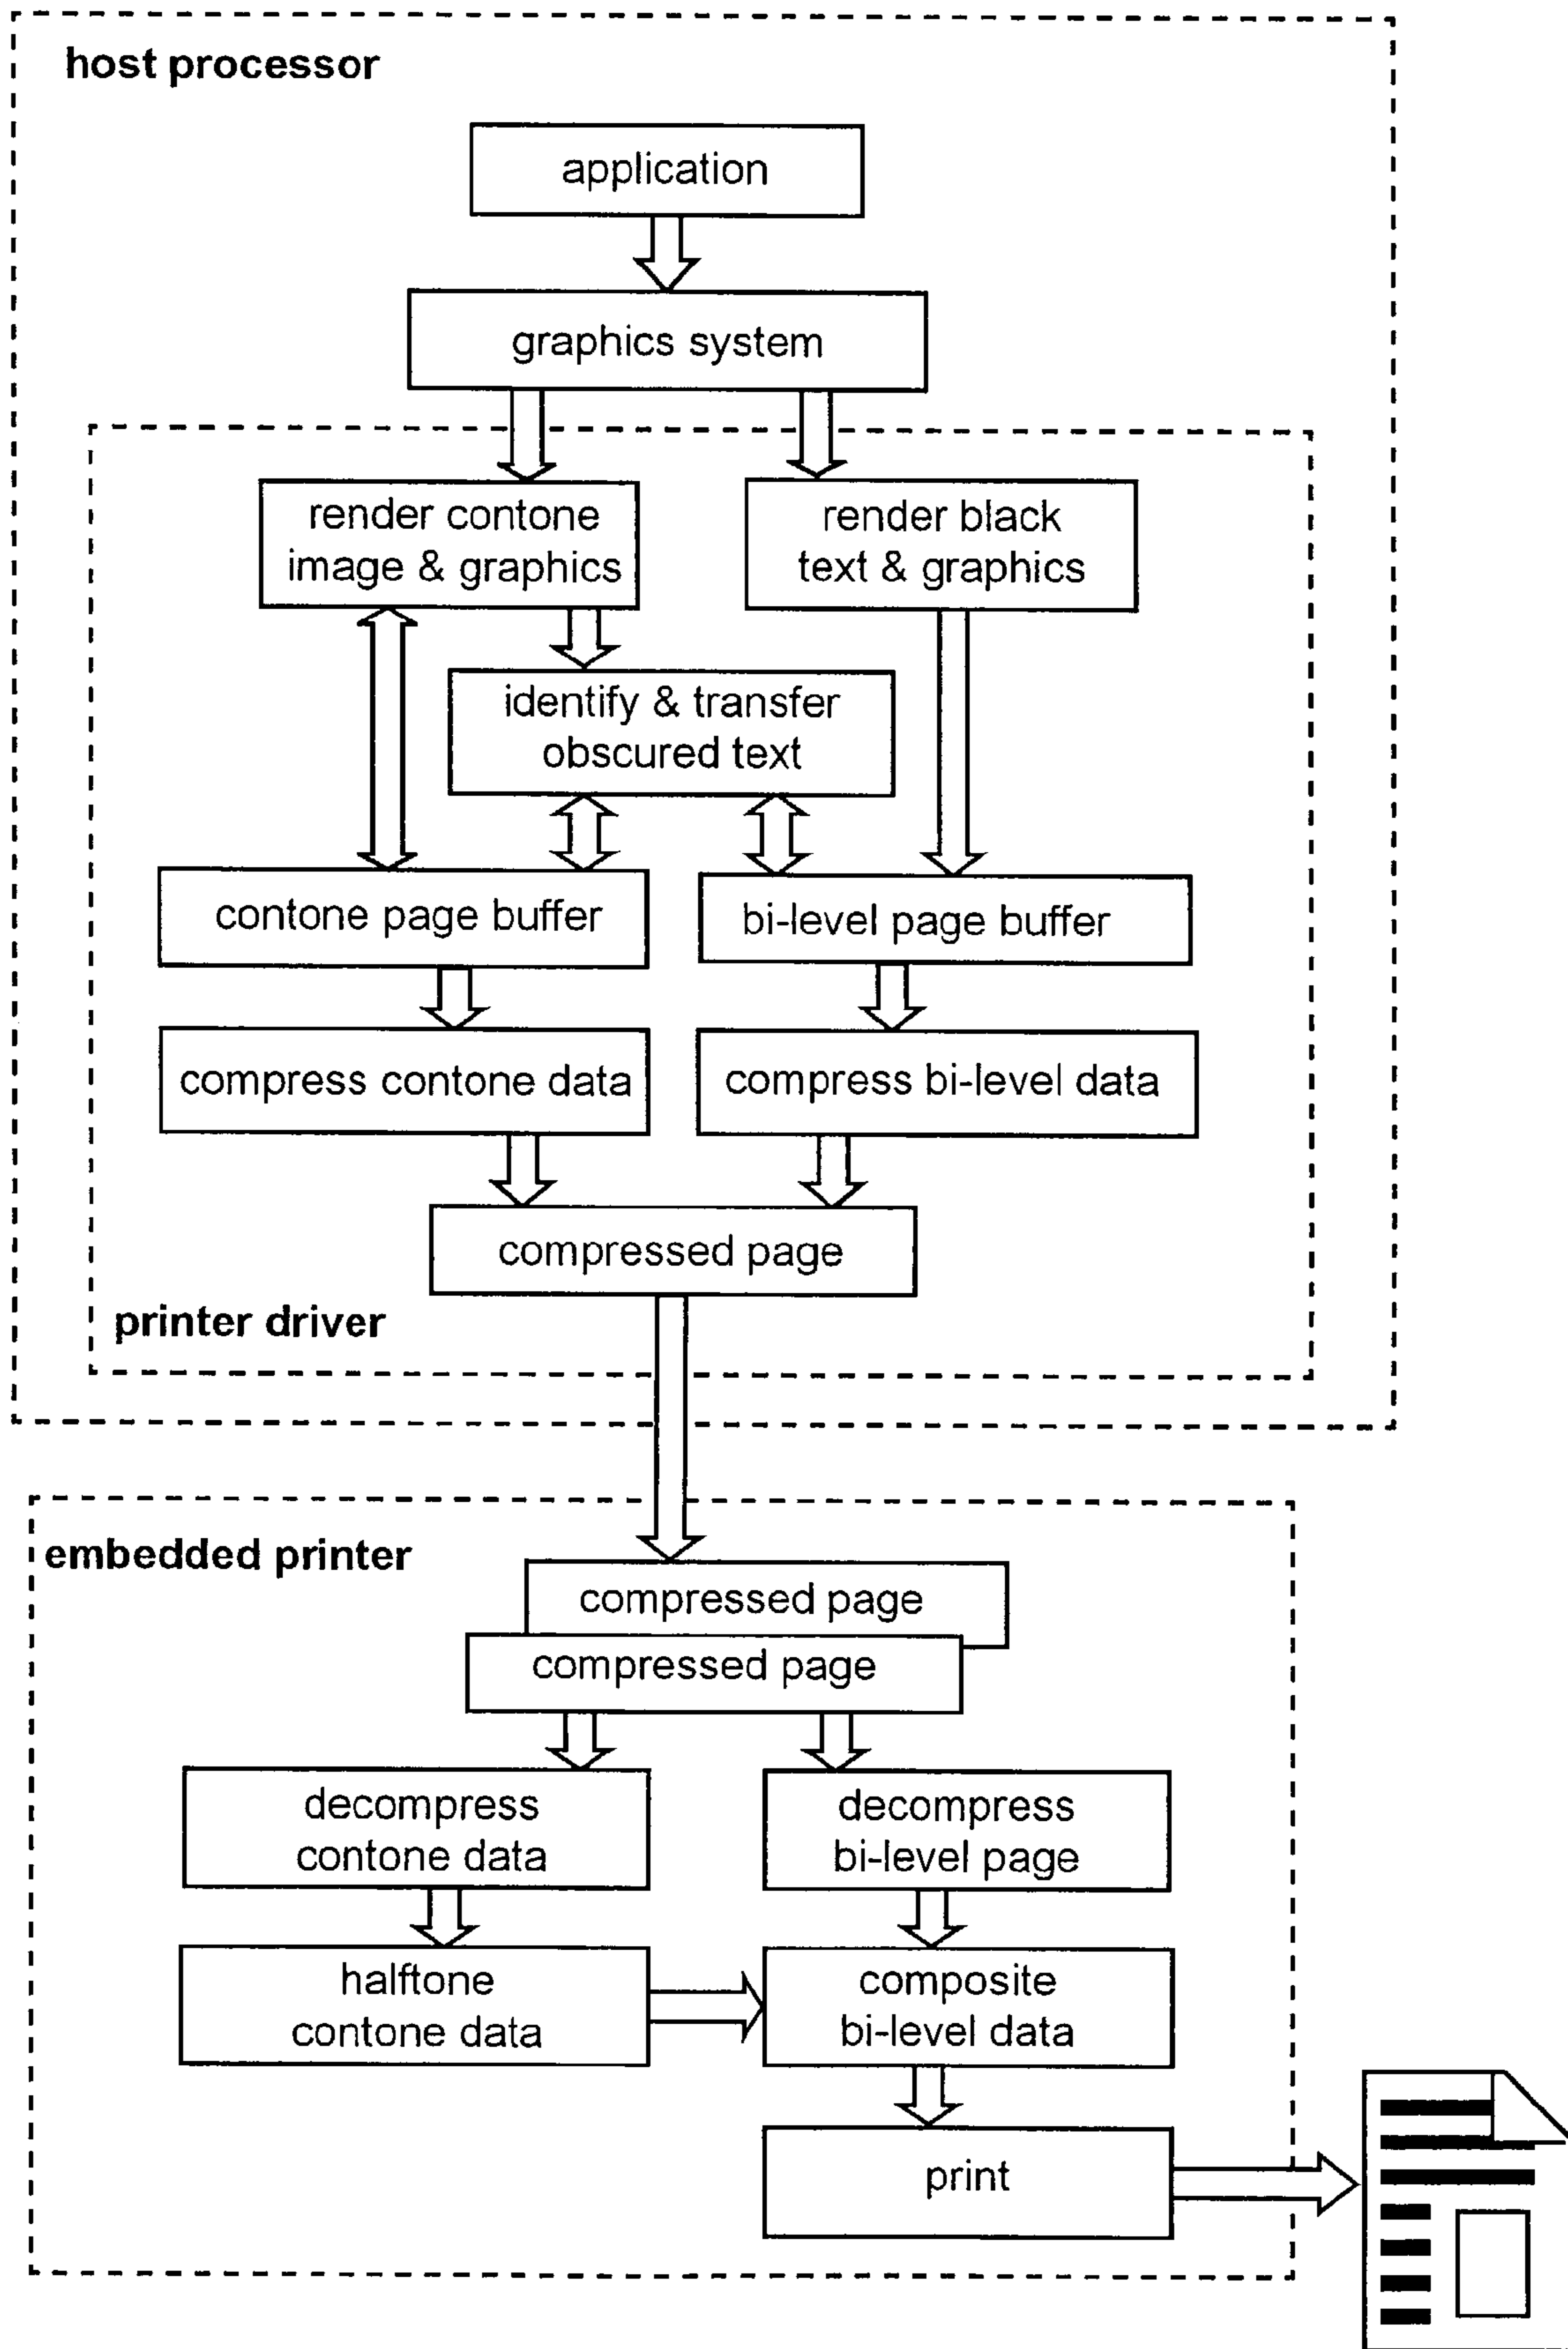 host processor
application
graphics system
render contone
image & graphics
render black
text & graphics
identify & transfer
obscured text
contone page buffer
bi-level page buffer
compress contone data
compress bi-level data
compressed page
printer driver
embedded printer
compressed page
compressed page
decompress
contone data
decompress
bi-level page
halftone
contone data
composite
bi-level data
print